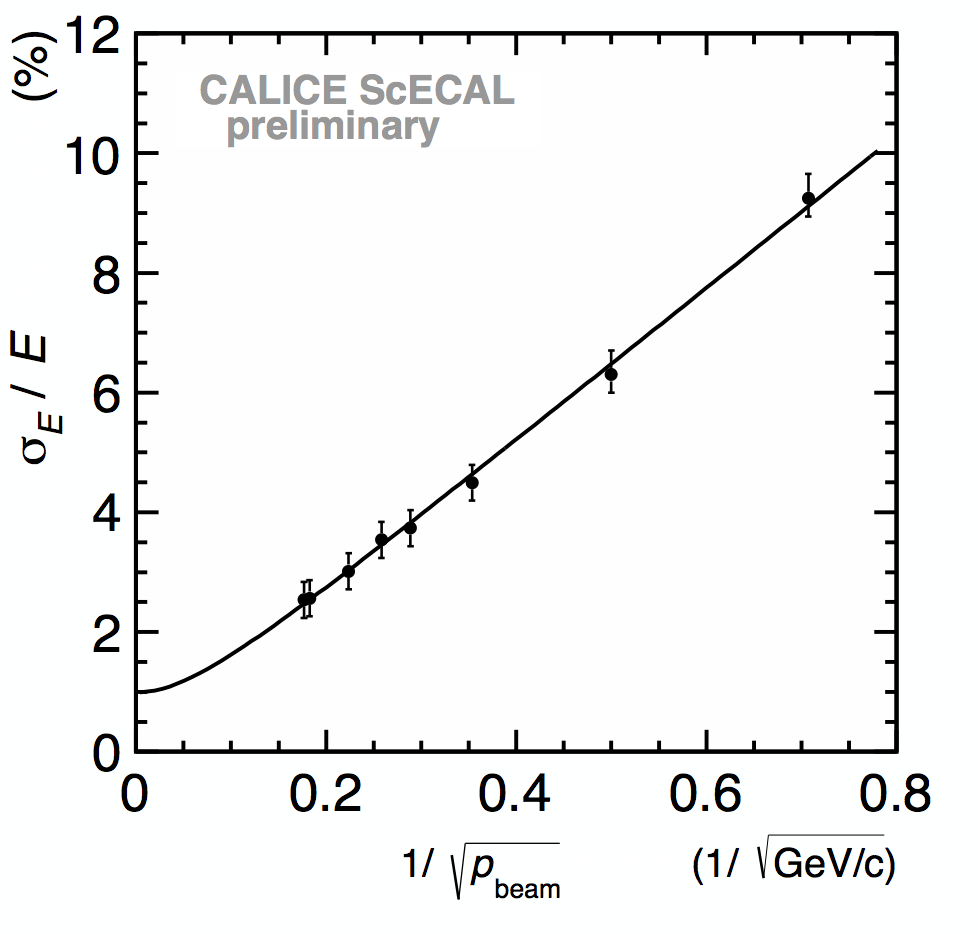 (%)
12
10
8
6
4
2
0
σE / E
CALICE ScECAL
preliminary
0 0.2 0.4 0.6 0.8
1/ √pbeam (1/ √GeV/c)